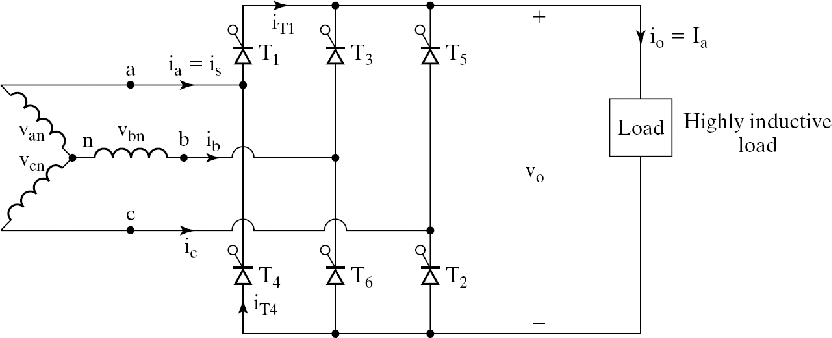 +
i_T1
i_o = I_a
T_1
T_3
T_5
i_a = i_s
a
v_an
n
v_bn
b
i_b
Load
Highly inductive
load
v_cn
v_o
c
i_c
T_4
T_6
T_2
i_T4
−